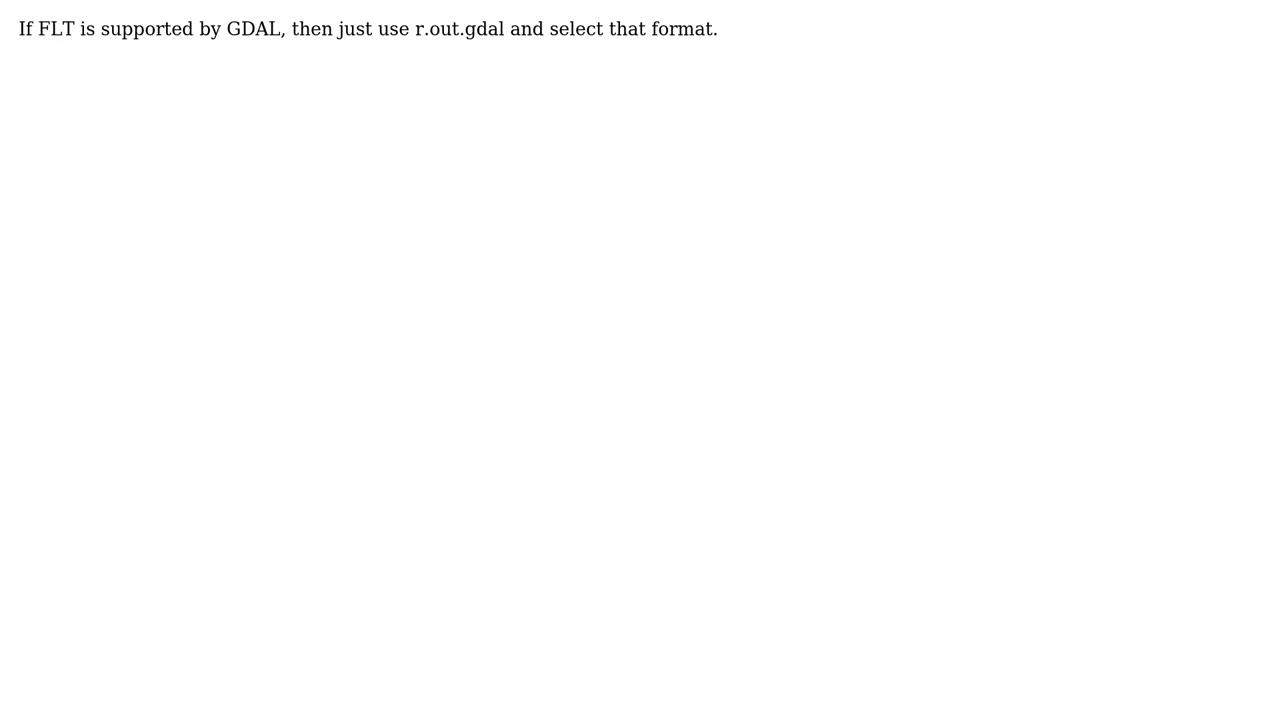 If FLT is supported by GDAL, then just use r.out.gdal and select that format.